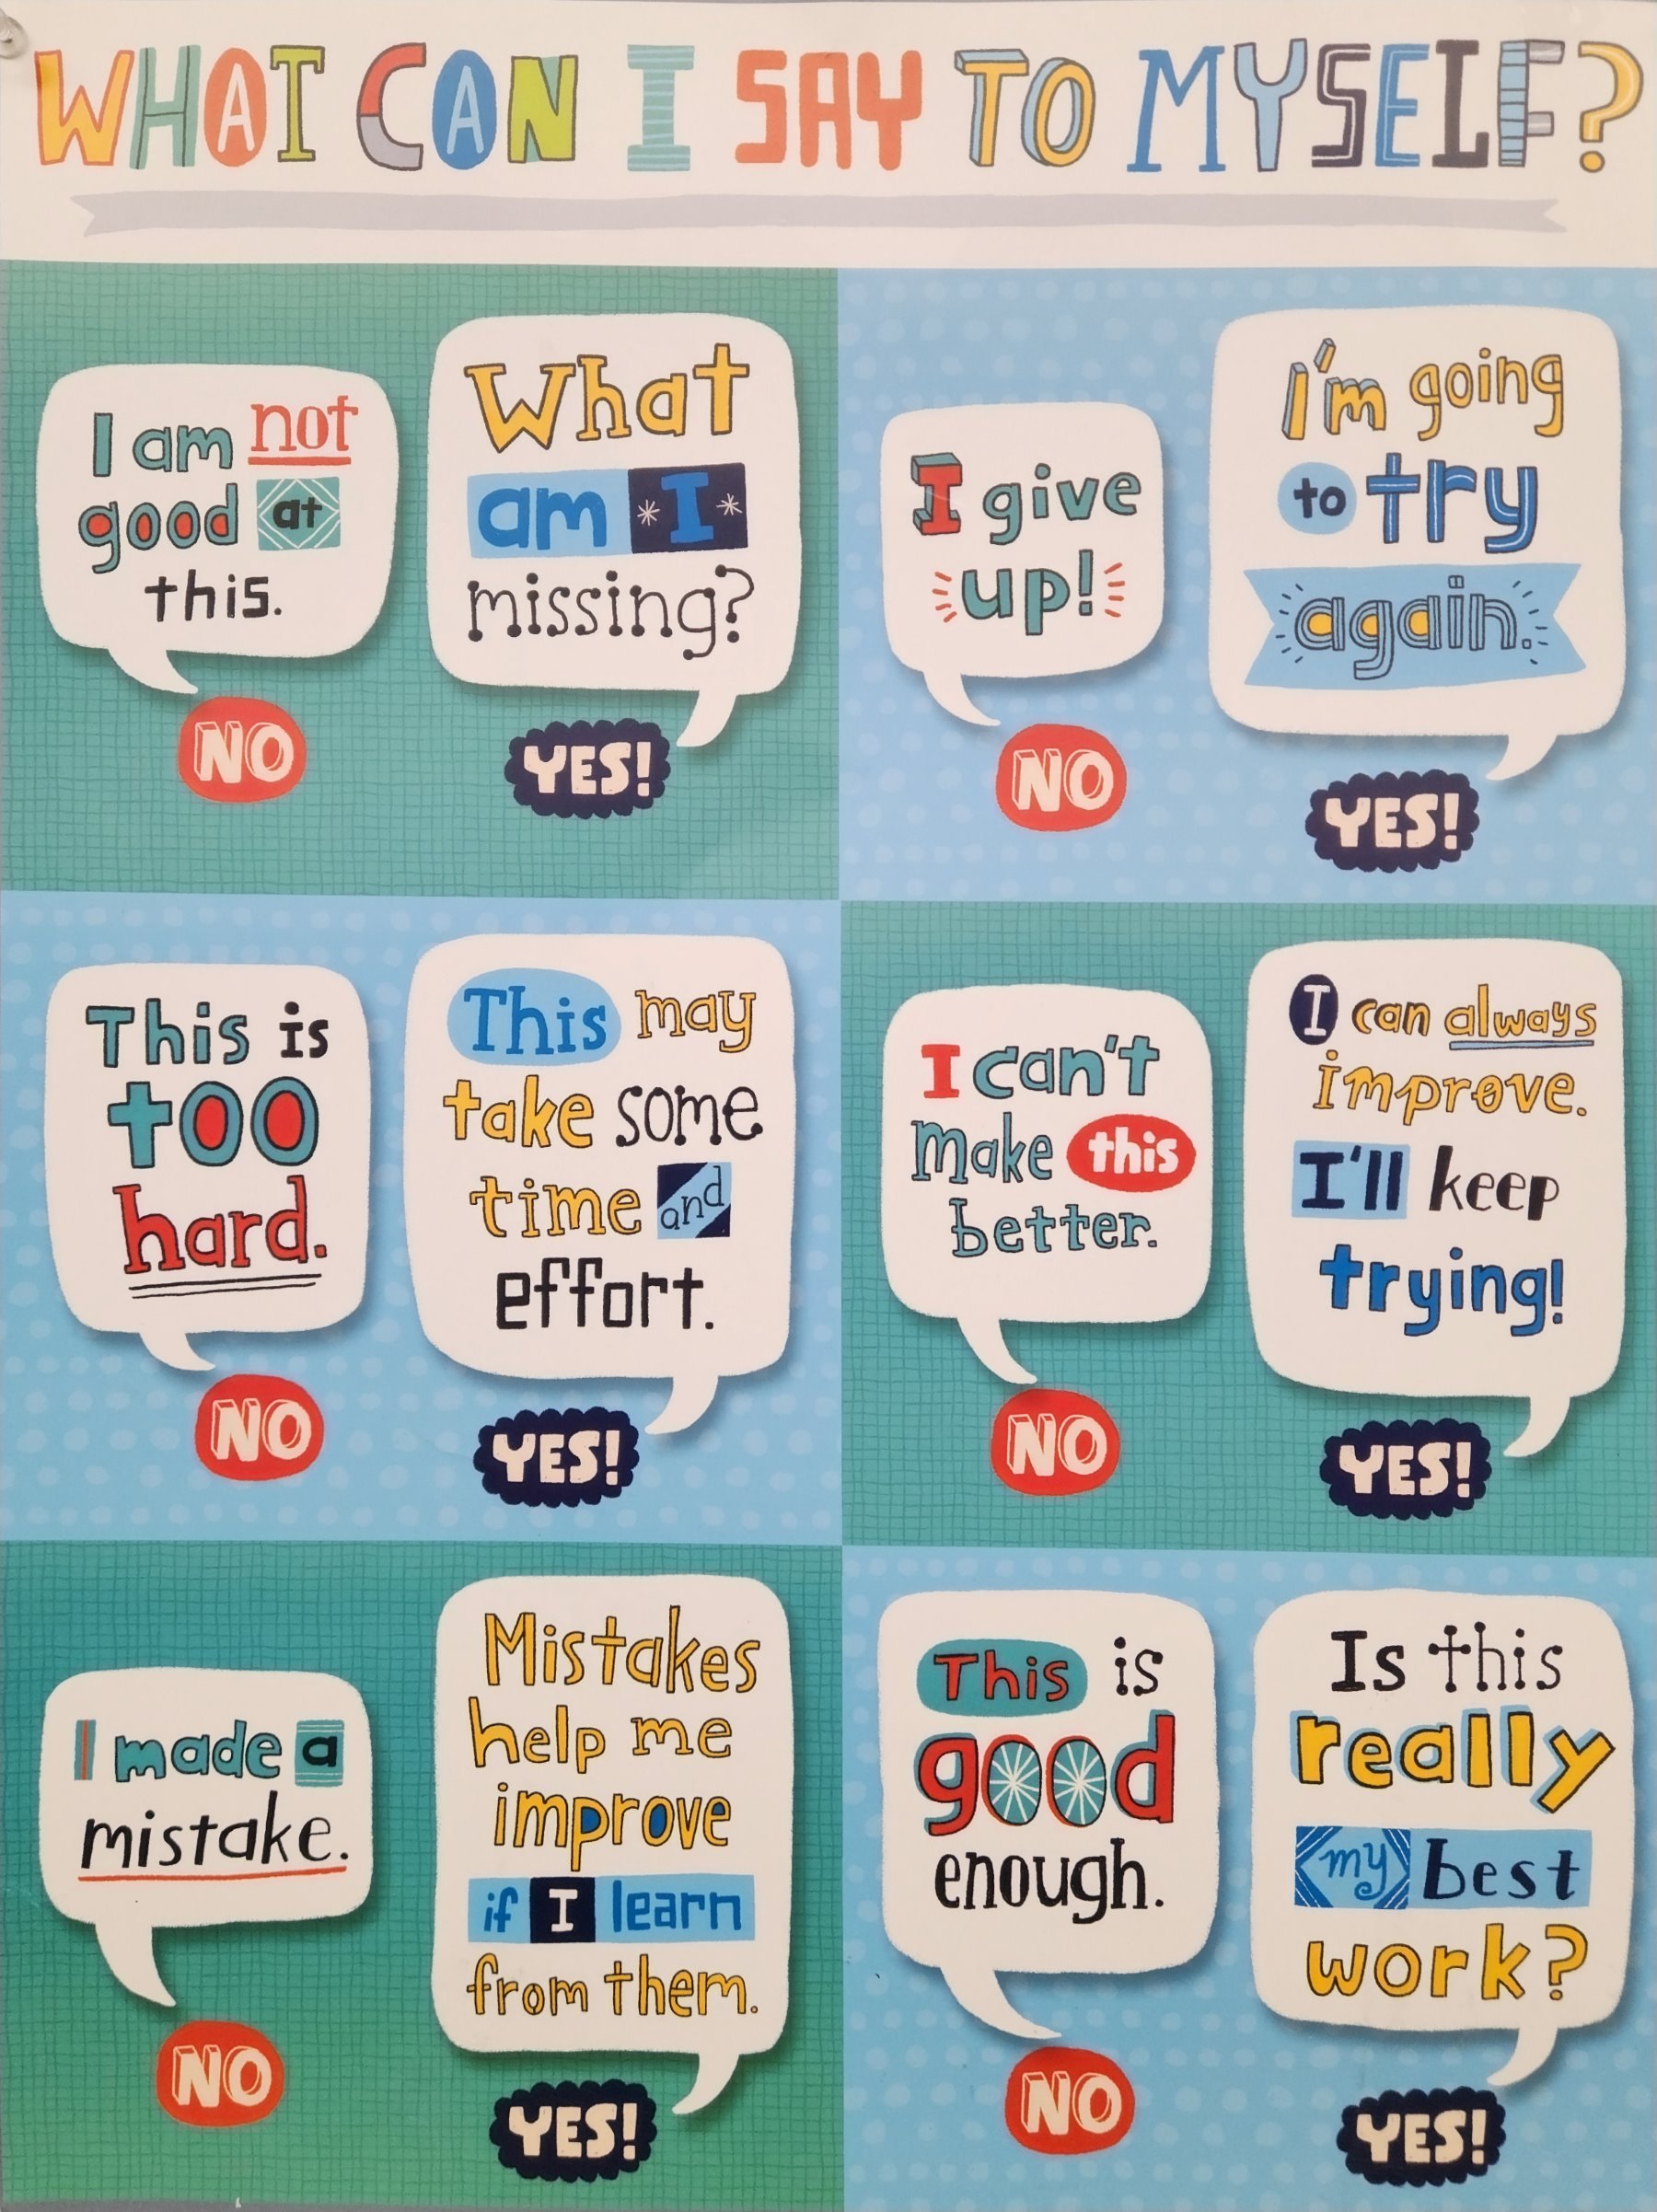 WHAT CAN I SAY TO MYSELF?
I am not
good at
this.
NO
What
am I
missing?
YES!
I give
up!
NO
I'm going
to try
again.
YES!
This is
too
hard.
NO
This may
take some
time and
effort.
YES!
I can't
make this
better.
NO
I can always
improve.
I'll keep
trying!
YES!
I made a
mistake.
NO
Mistakes
help me
improve
if I learn
from them.
YES!
This is
good
enough.
NO
Is this
really
my best
work?
YES!